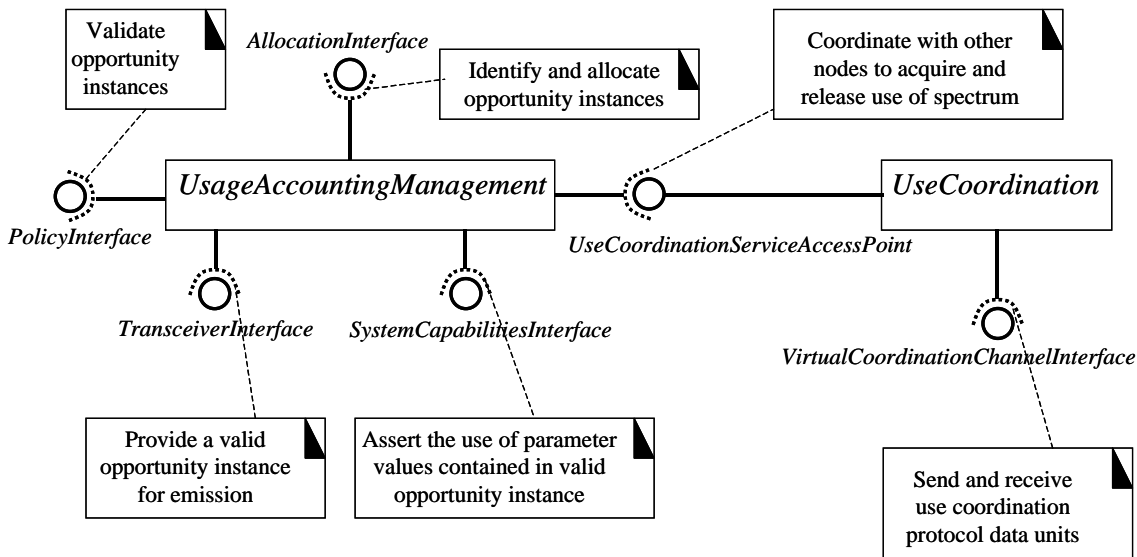 Validate
opportunity
instances
AllocationInterface
Identify and allocate
opportunity instances
Coordinate with other
nodes to acquire and
release use of spectrum
UsageAccountingManagement
UseCoordination
PolicyInterface
UseCoordinationServiceAccessPoint
TransceiverInterface
SystemCapabilitiesInterface
VirtualCoordinationChannelInterface
Provide a valid
opportunity instance
for emission
Assert the use of parameter
values contained in valid
opportunity instance
Send and receive
use coordination
protocol data units